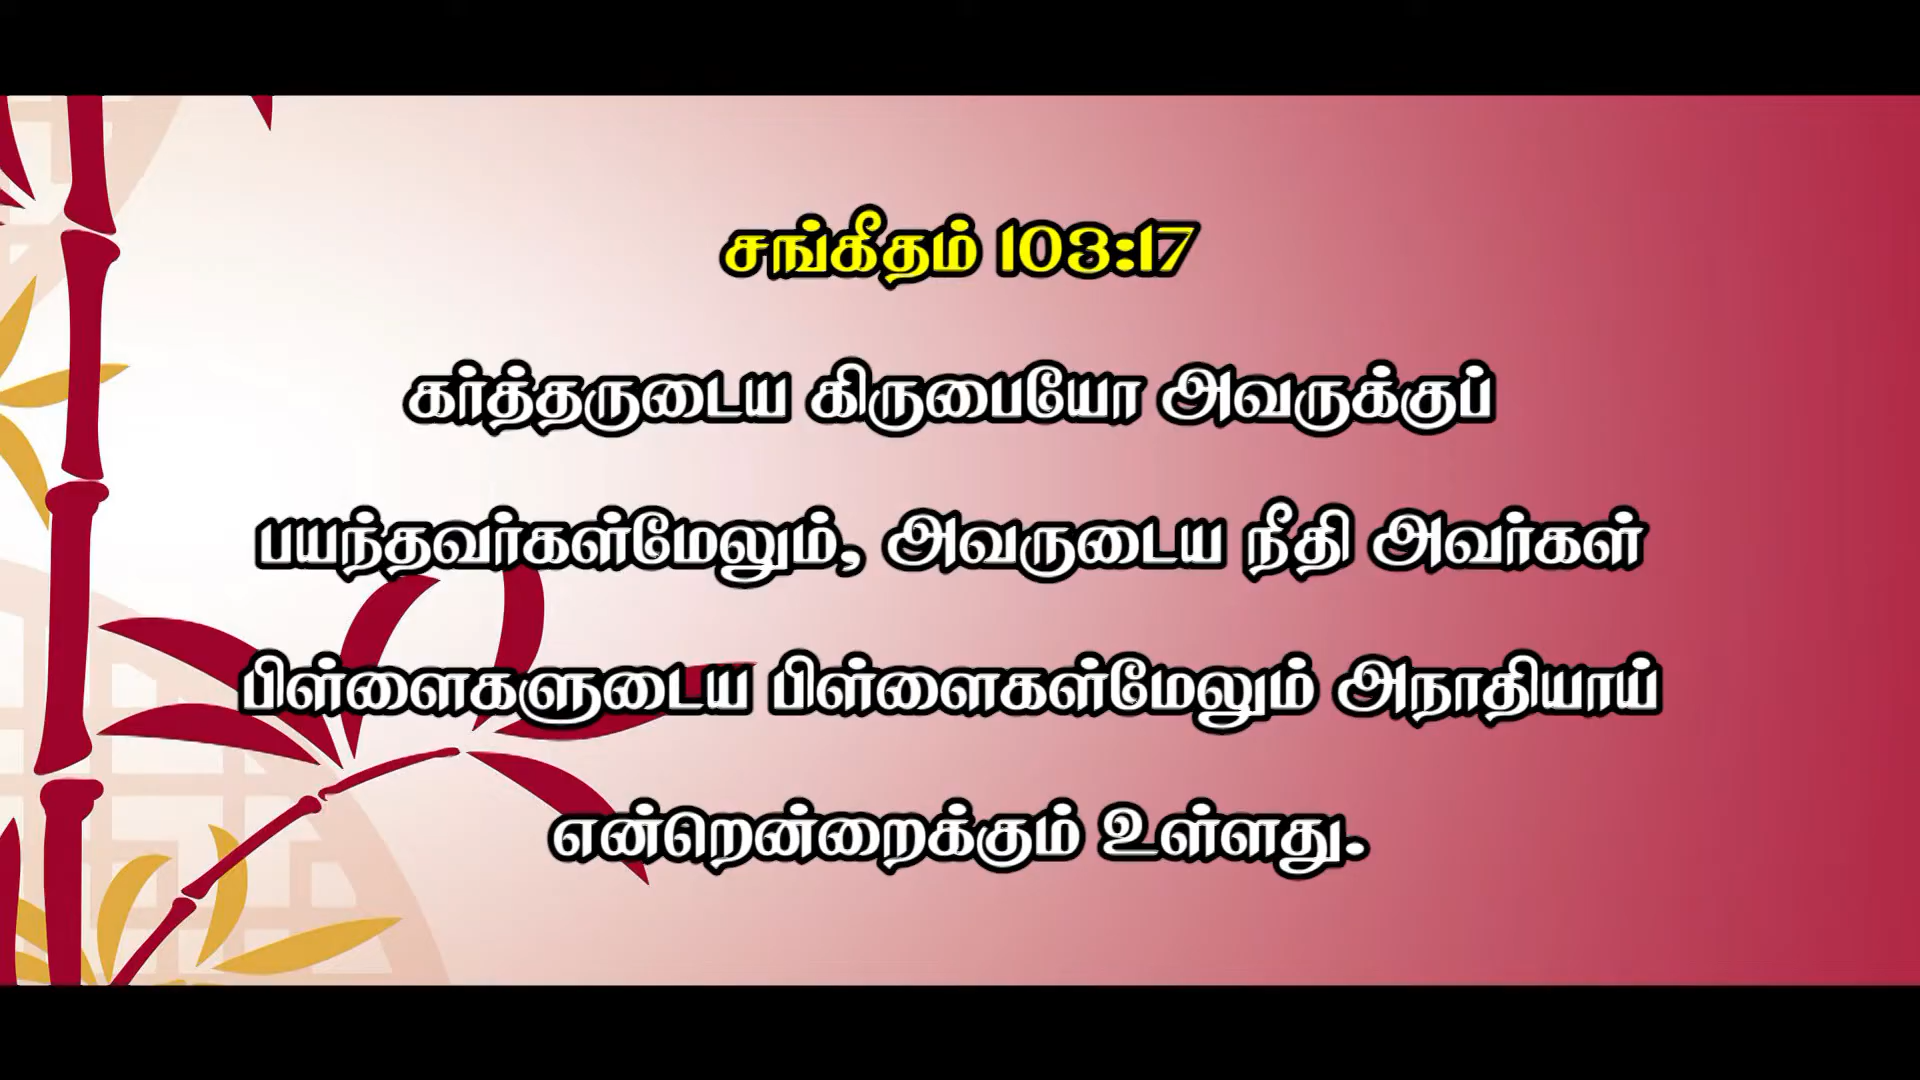 சங்கீதம் 103:17
கர்த்தருடைய கிருபையோ அவருக்குப்
பயந்தவர்கள்மேலும், அவருடைய நீதி அவர்கள்
பிள்ளைகளுடைய பிள்ளைகள்மேலும் அநாதியாய்
என்றென்றைக்கும் உள்ளது.